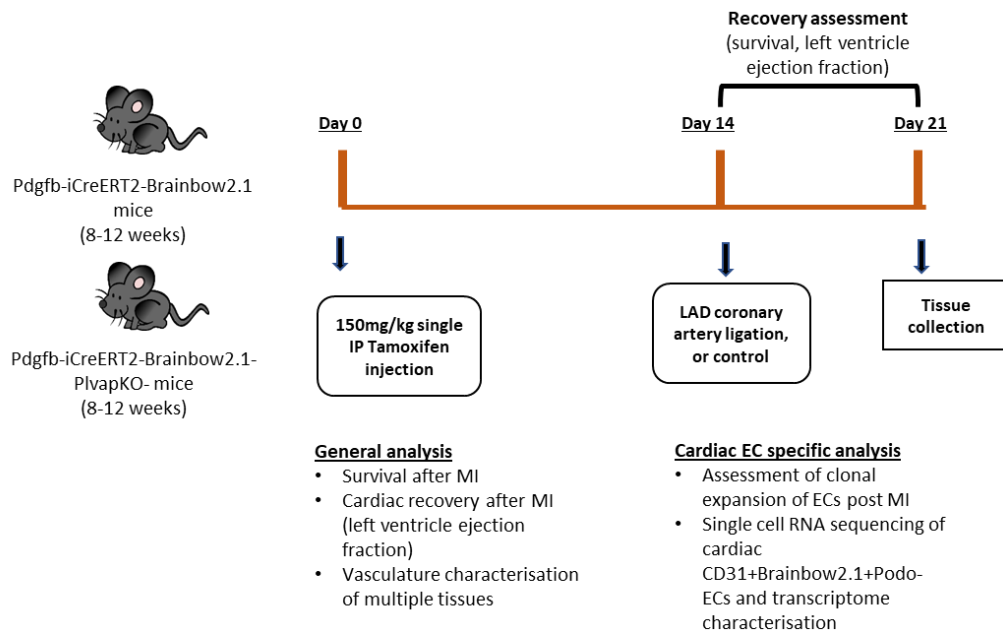 Recovery assessment
(survival, left ventricle
ejection fraction)
Day 0
Day 14
Day 21
Pdgfb-iCreERT2-Brainbow2.1
mice
(8-12 weeks)
Pdgfb-iCreERT2-Brainbow2.1-
PlvapKO- mice
(8-12 weeks)
150mg/kg single
IP Tamoxifen
injection
LAD coronary
artery ligation,
or control
Tissue
collection
General analysis
• Survival after MI
• Cardiac recovery after MI
(left ventricle ejection
fraction)
• Vasculature characterisation
of multiple tissues
Cardiac EC specific analysis
• Assessment of clonal
expansion of ECs post MI
• Single cell RNA sequencing of
cardiac
CD31+Brainbow2.1+Podo-
ECs and transcriptome
characterisation